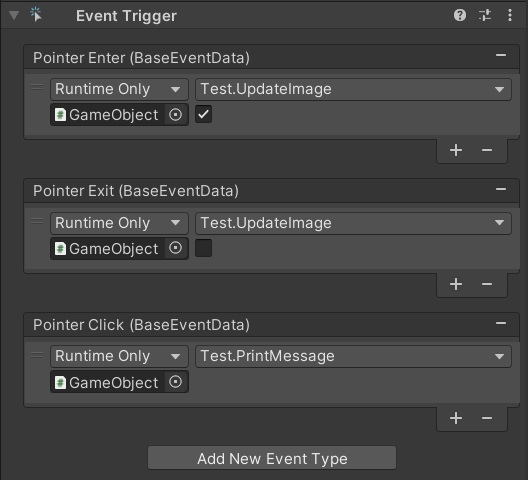 Event Trigger
Pointer Enter (BaseEventData)
Runtime Only Test.UpdateImage
GameObject
Pointer Exit (BaseEventData)
Runtime Only Test.UpdateImage
GameObject
Pointer Click (BaseEventData)
Runtime Only Test.PrintMessage
GameObject
Add New Event Type